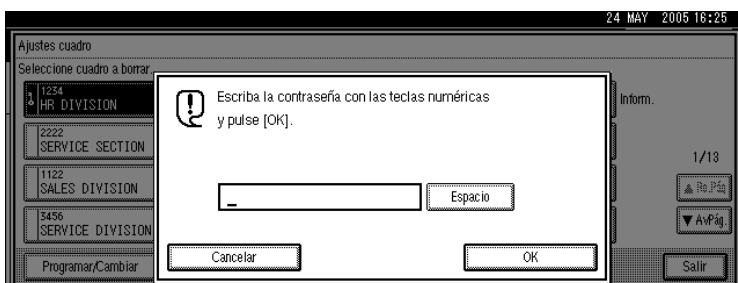 24 MAY 2005 16:25
Ajustes cuadro
Seleccione cuadro a borrar.
1234
HR DIVISION
2222
SERVICE SECTION
1122
SALES DIVISION
3456
SERVICE DIVISION
Programar/Cambiar
Escriba la contraseña con las teclas numéricas
y pulse [OK].
_
Espacio
Cancelar
OK
Inform.
1/13
▲ Re.Pág
▼ AvPág.
Salir